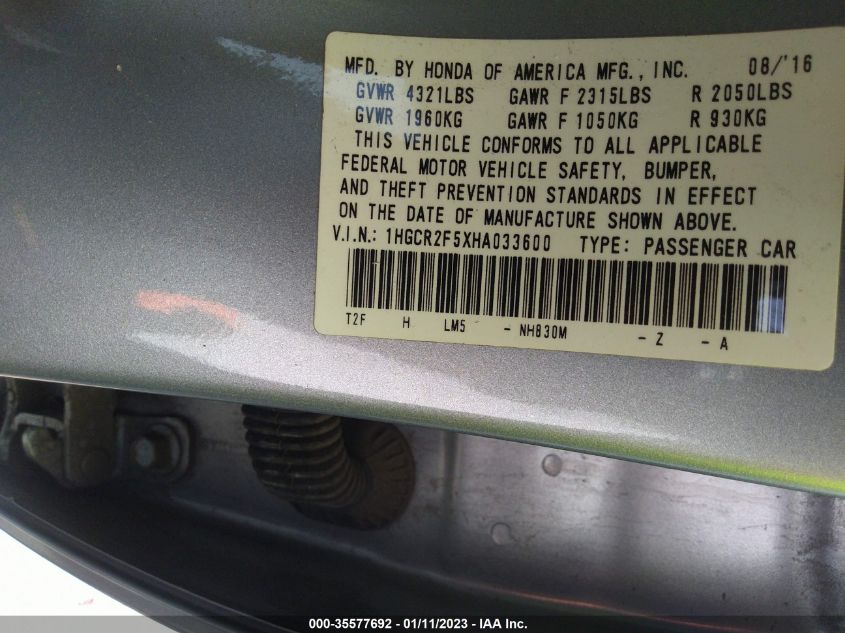 MFD. BY HONDA OF AMERICA MFG., INC. 08/'16
GVWR 4321LBS GAWR F 2315LBS R 2050LBS
GVWR 1960KG GAWR F 1050KG R 930KG
THIS VEHICLE CONFORMS TO ALL APPLICABLE
FEDERAL MOTOR VEHICLE SAFETY, BUMPER,
AND THEFT PREVENTION STANDARDS IN EFFECT
ON THE DATE OF MANUFACTURE SHOWN ABOVE.
V.I.N.: 1HGCR2F5XHA033600 TYPE: PASSENGER CAR
T2F H LM5 - NH830M - Z - A
000-35577692 - 01/11/2023 - IAA Inc.